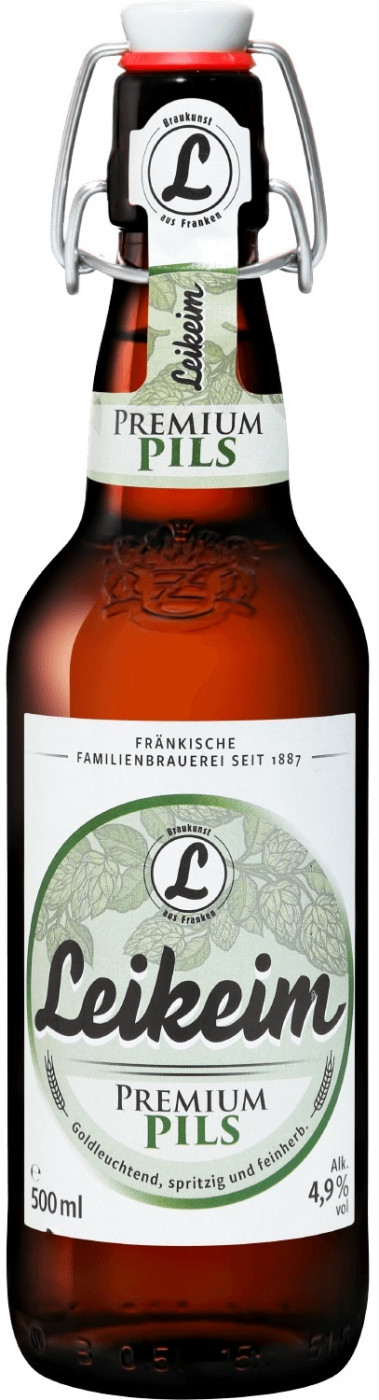 Braukunst
L
aus Franken
Leikeim
PREMIUM
PILS
FRÄNKISCHE
FAMILIENBRAUEREI SEIT 1887
Braukunst
L
aus Franken
Leikeim
PREMIUM
PILS
Goldleuchtend, spritzig und feinherb.
℮
500 ml
Alk.
4,9%
vol